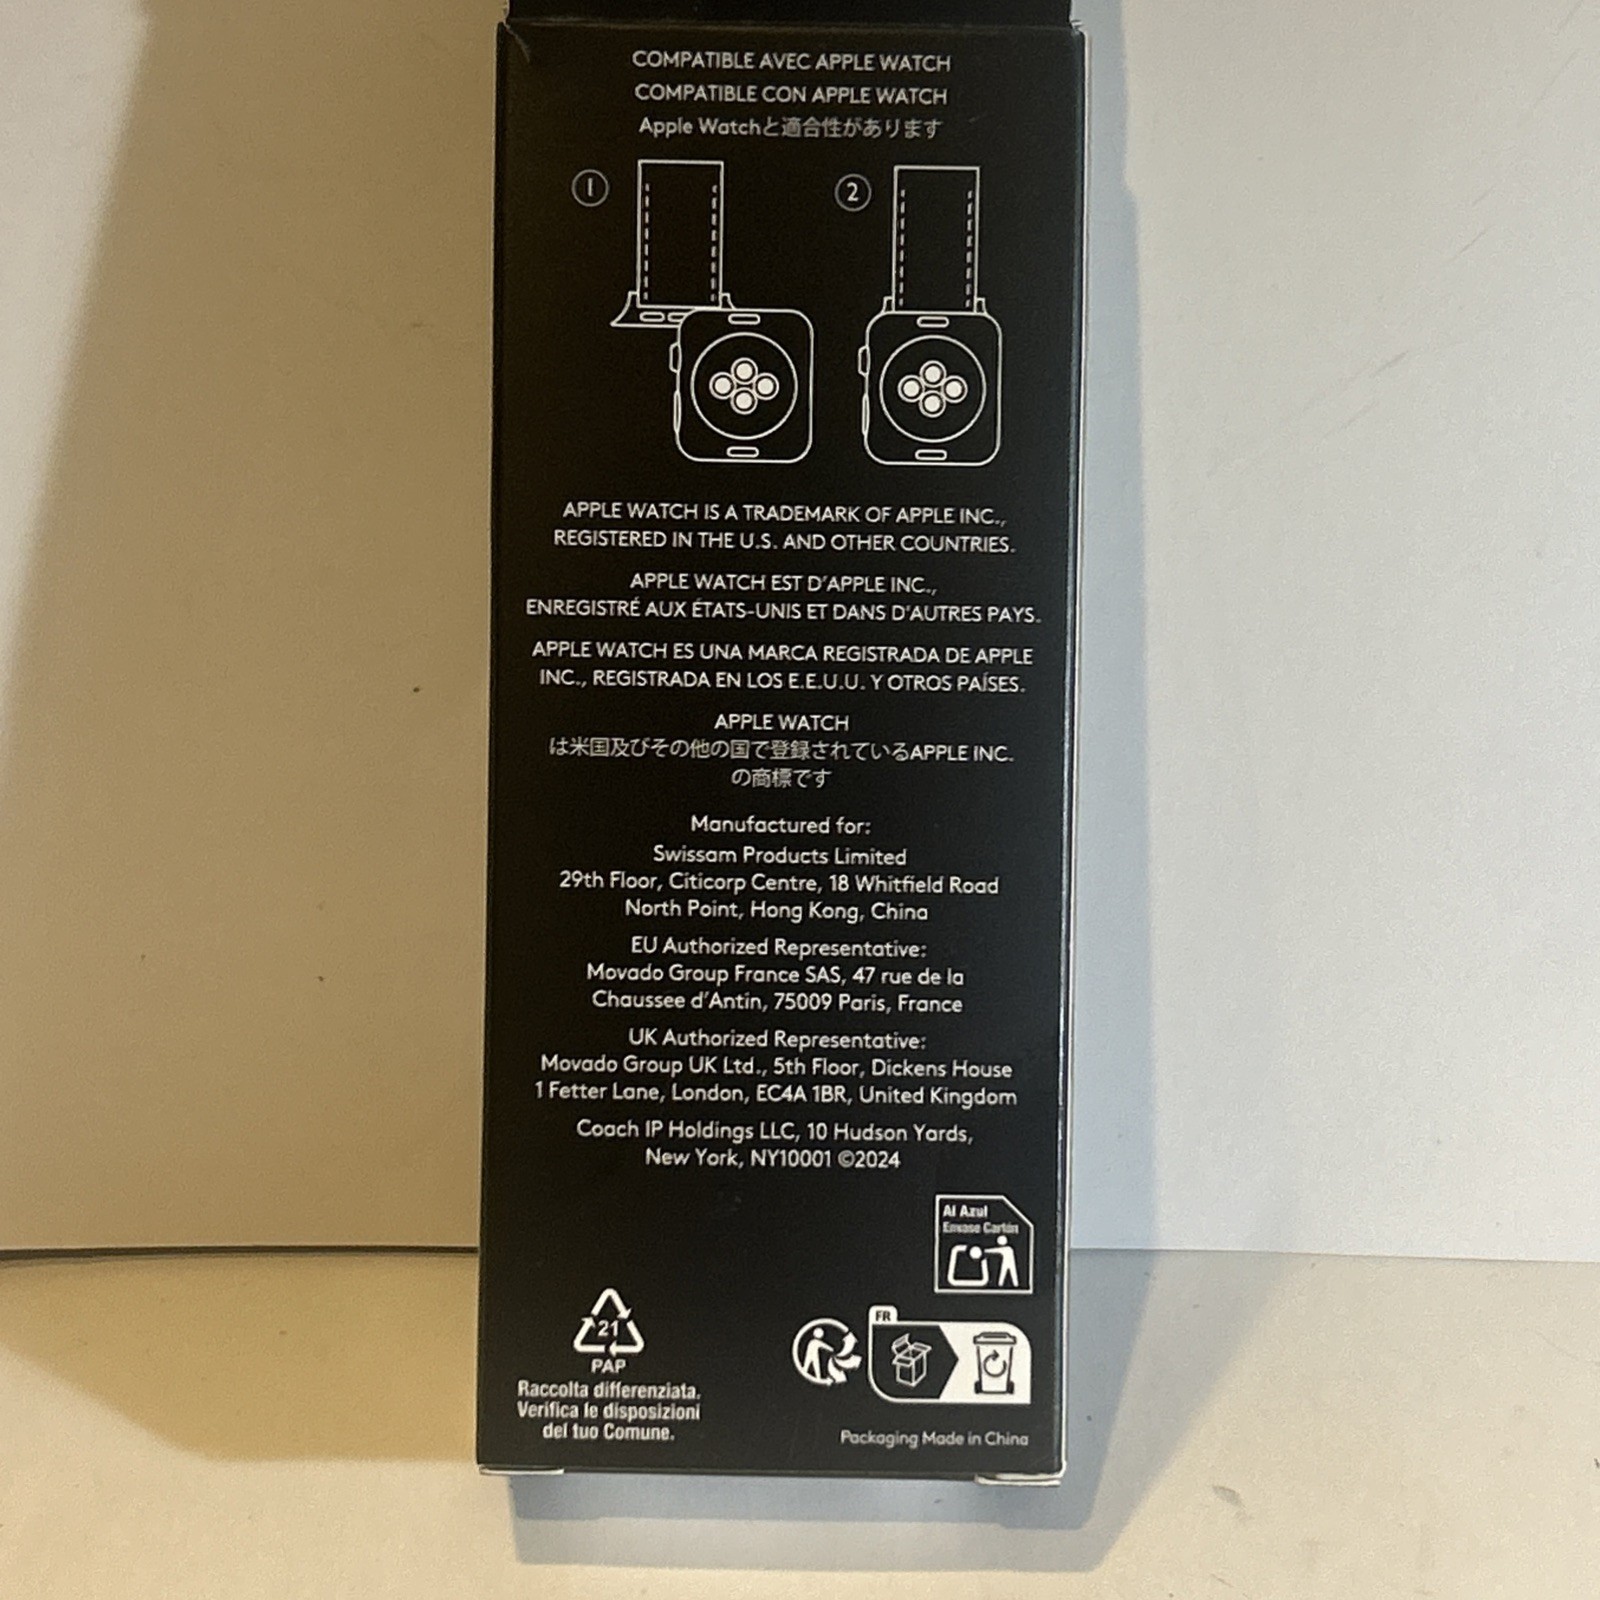 COMPATIBLE AVEC APPLE WATCH
COMPATIBLE CON APPLE WATCH
Apple Watchと適合性があります
1
2
APPLE WATCH IS A TRADEMARK OF APPLE INC.,
REGISTERED IN THE U.S. AND OTHER COUNTRIES.
APPLE WATCH EST D'APPLE INC.,
ENREGISTRÉ AUX ÉTATS-UNIS ET DANS D'AUTRES PAYS.
APPLE WATCH ES UNA MARCA REGISTRADA DE APPLE
INC., REGISTRADA EN LOS E.E.U.U. Y OTROS PAÍSES.
APPLE WATCH
は米国及びその他の国で登録されているAPPLE INC.
の商標です
Manufactured for:
Swissam Products Limited
29th Floor, Citicorp Centre, 18 Whitfield Road
North Point, Hong Kong, China
EU Authorized Representative:
Movado Group France SAS, 47 rue de la
Chaussee d'Antin, 75009 Paris, France
UK Authorized Representative:
Movado Group UK Ltd., 5th Floor, Dickens House
1 Fetter Lane, London, EC4A 1BR, United Kingdom
Coach IP Holdings LLC, 10 Hudson Yards,
New York, NY10001 ©2024
Al Azul
Envase Cartón
21
PAP
Raccolta differenziata.
Verifica le disposizioni
del tuo Comune.
FR
Packaging Made in China